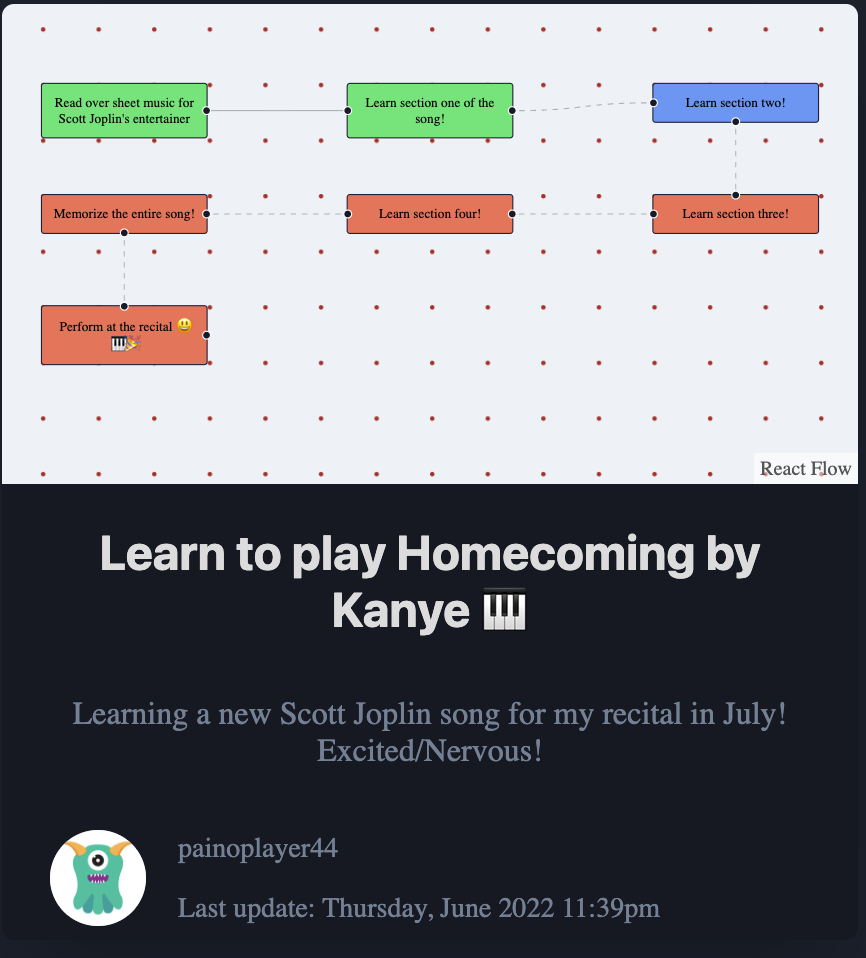 Read over sheet music for
Scott Joplin's entertainer
Learn section one of the
song!
Learn section two!
Memorize the entire song!
Learn section four!
Learn section three!
Perform at the recital 😃
🎹🎉
React Flow
Learn to play Homecoming by
Kanye 🎹
Learning a new Scott Joplin song for my recital in July!
Excited/Nervous!
painoplayer44
Last update: Thursday, June 2022 11:39pm